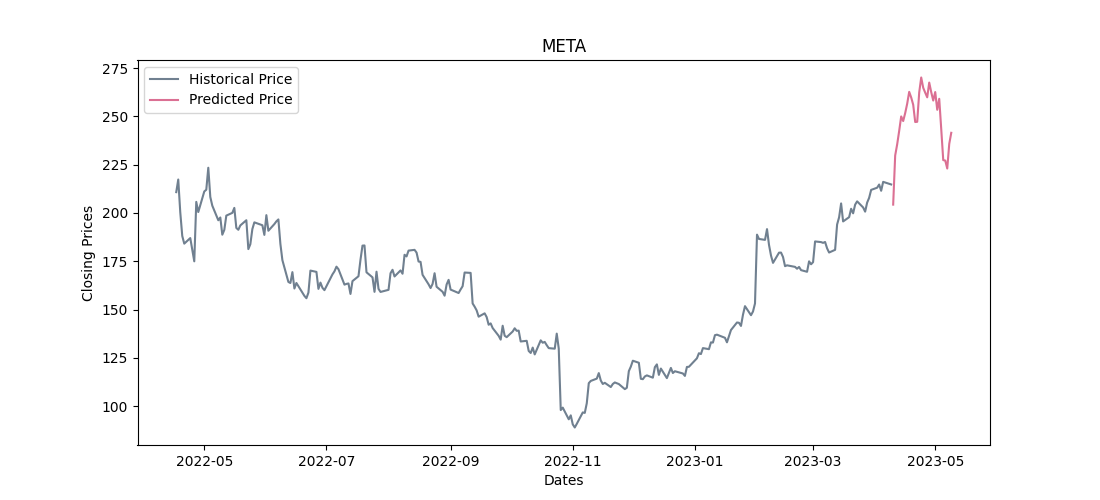 META
Historical Price
Predicted Price
275
250
225
200
175
150
125
100
Closing Prices
2022-05 2022-07 2022-09 2022-11 2023-01 2023-03 2023-05
Dates